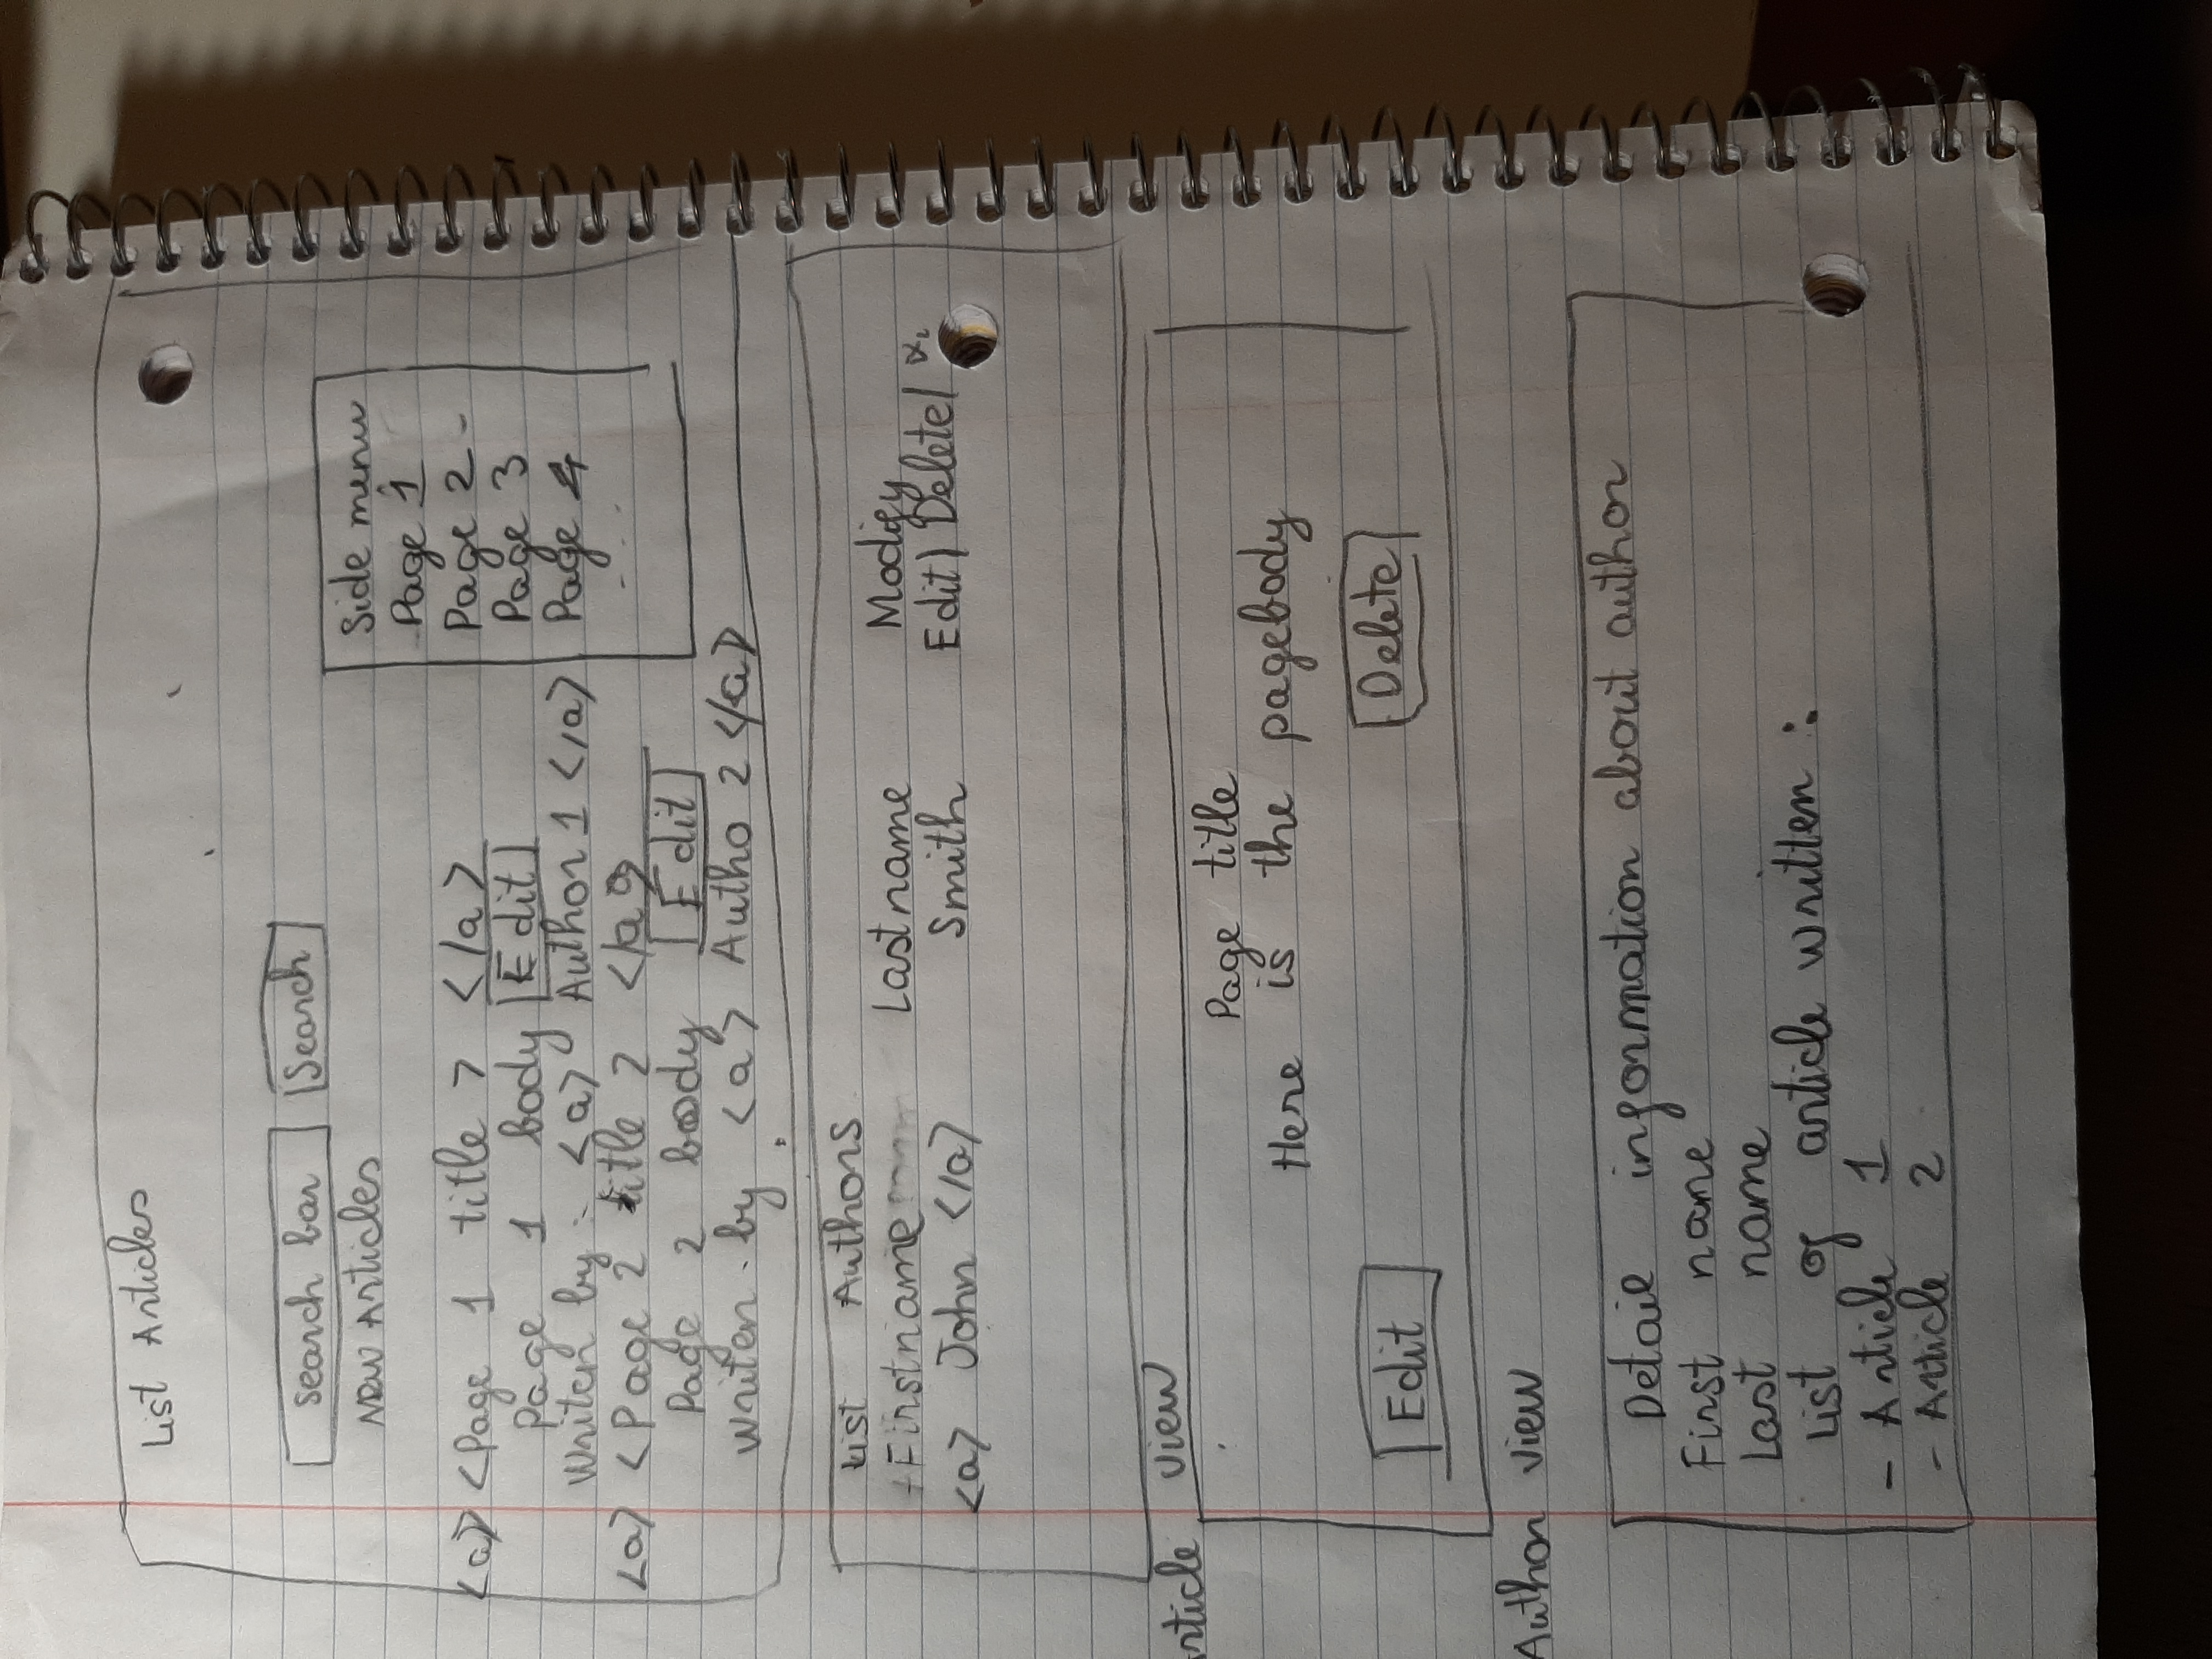 List Articles
Search bar
Search
New Articles
Side menu
Page 1
Page 2 -
Page 3
Page 4
....
<a> <Page 1 title > </a>
Page 1 body Edit
Writen by : <a> Author 1 </a>
<a> <Page 2 title 2 </a>
Page 2 body Edit
writen by <a> Autho 2 </a>
List Authors
Firstname Lastname Modify
<a> John </a> Smith Edit| Delete|
Article view
Page title
Here is the pagebody
Edit
Delete
Author view
Detail information about author
First name
Last name
List of article written :
- Article 1
- Article 2